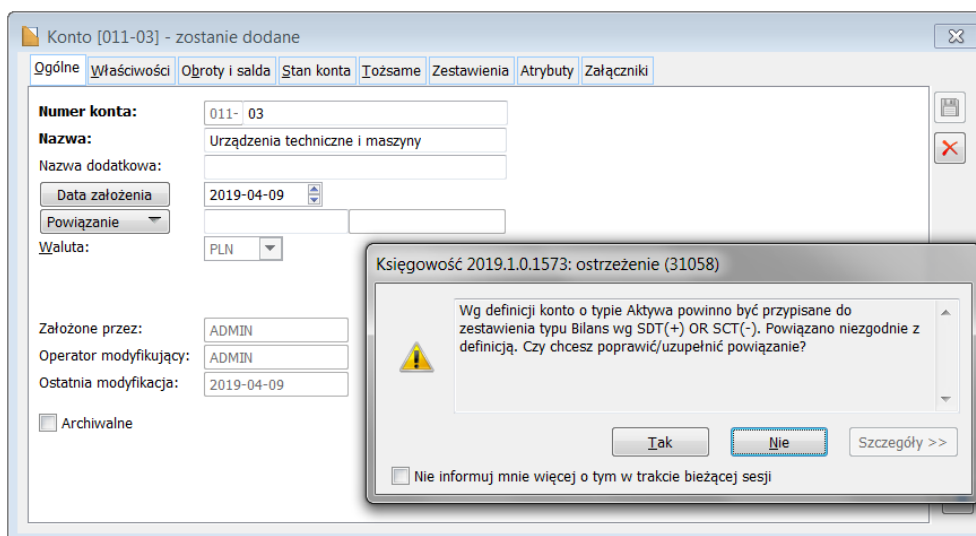 Konto [011-03] - zostanie dodane
Ogólne Właściwości Obroty i salda Stan konta Tożsame Zestawienia Atrybuty Załączniki
Numer konta: 011- 03
Nazwa: Urządzenia techniczne i maszyny
Nazwa dodatkowa:
Data założenia 2019-04-09
Powiązanie
Waluta: PLN
Założone przez: ADMIN
Operator modyfikujący: ADMIN
Ostatnia modyfikacja: 2019-04-09
Archiwalne
Księgowość 2019.1.0.1573: ostrzeżenie (31058)
Wg definicji konto o typie Aktywa powinno być przypisane do
zestawienia typu Bilans wg SDT(+) OR SCT(-). Powiązano niezgodnie z
definicją. Czy chcesz poprawić/uzupełnić powiązanie?
Tak Nie Szczegóły >>
Nie informuj mnie więcej o tym w trakcie bieżącej sesji